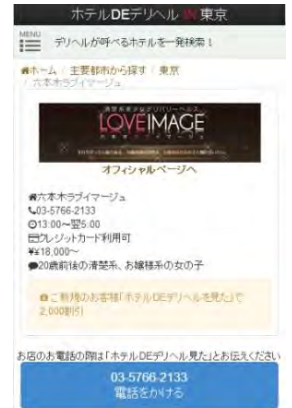 ホテルDEデリヘル IN 東京
MENU
デリヘルが呼べるホテルを一発検索！
ホーム / 主要都市から探す / 東京
/ 六本木ラブイマージュ
LOVEIMAGE
オフィシャルページへ
六本木ラブイマージュ
03-5766-2133
13:00～翌5:00
クレジットカード利用可
¥18,000～
20歳前後の清楚系、お嬢様系の女の子
ご新規のお客様「ホテルDEデリヘルを見た」で
2,000割引
お店のお電話の際は「ホテルDEデリヘル見た」とお伝えください
03-5766-2133
電話をかける